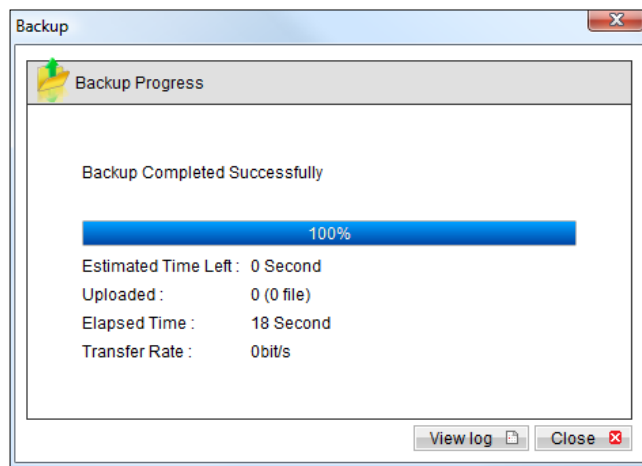 Backup
Backup Progress
Backup Completed Successfully
100%
Estimated Time Left : 0 Second
Uploaded : 0 (0 file)
Elapsed Time : 18 Second
Transfer Rate : 0bit/s
View log Close